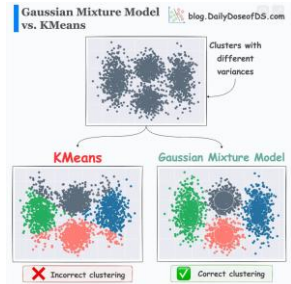 Gaussian Mixture Model
vs. KMeans
blog.DailyDoseofDS.com
Clusters with
different
variances
KMeans
Gaussian Mixture Model
Incorrect clustering
Correct clustering